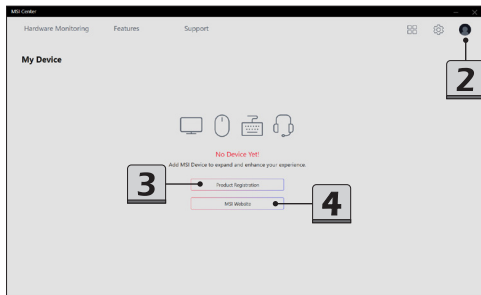 MSI Center
Hardware Monitoring Features Support
My Device
2
No Device Yet!
Add MSI Device to expand and enhance your experience.
3
Product Registration
MSI Website
4